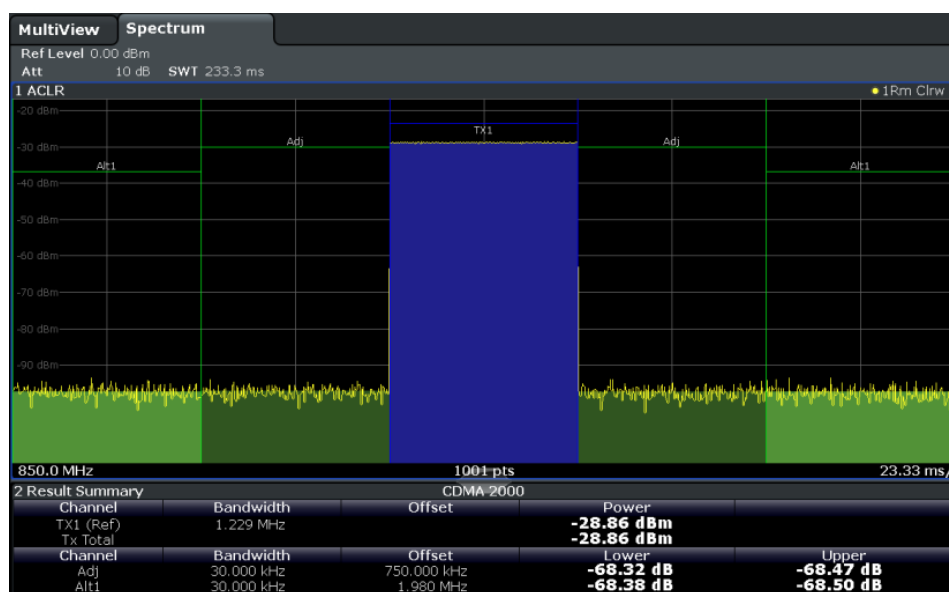 MultiView Spectrum
Ref Level 0.00 dBm
Att 10 dB SWT 233.3 ms
1 ACLR 1Rm Clrw
-20 dBm
TX1
Adj Adj
-30 dBm
Alt1 Alt1
-40 dBm
-50 dBm
-60 dBm
-70 dBm
-80 dBm
-90 dBm
850.0 MHz 1001 pts 23.33 ms/
2 Result Summary CDMA 2000
Channel Bandwidth Offset Power
TX1 (Ref) 1.229 MHz -28.86 dBm
Tx Total -28.86 dBm
Channel Bandwidth Offset Lower Upper
Adj 30.000 kHz 750.000 kHz -68.32 dB -68.47 dB
Alt1 30.000 kHz 1.980 MHz -68.38 dB -68.50 dB